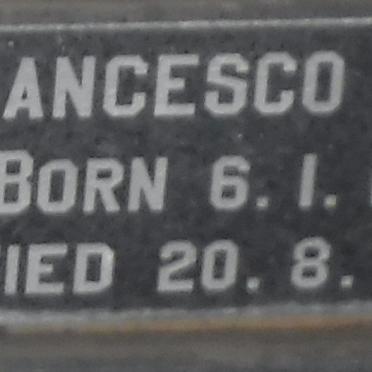 ANCESCO
BORN 6.1.
IED 20.8.